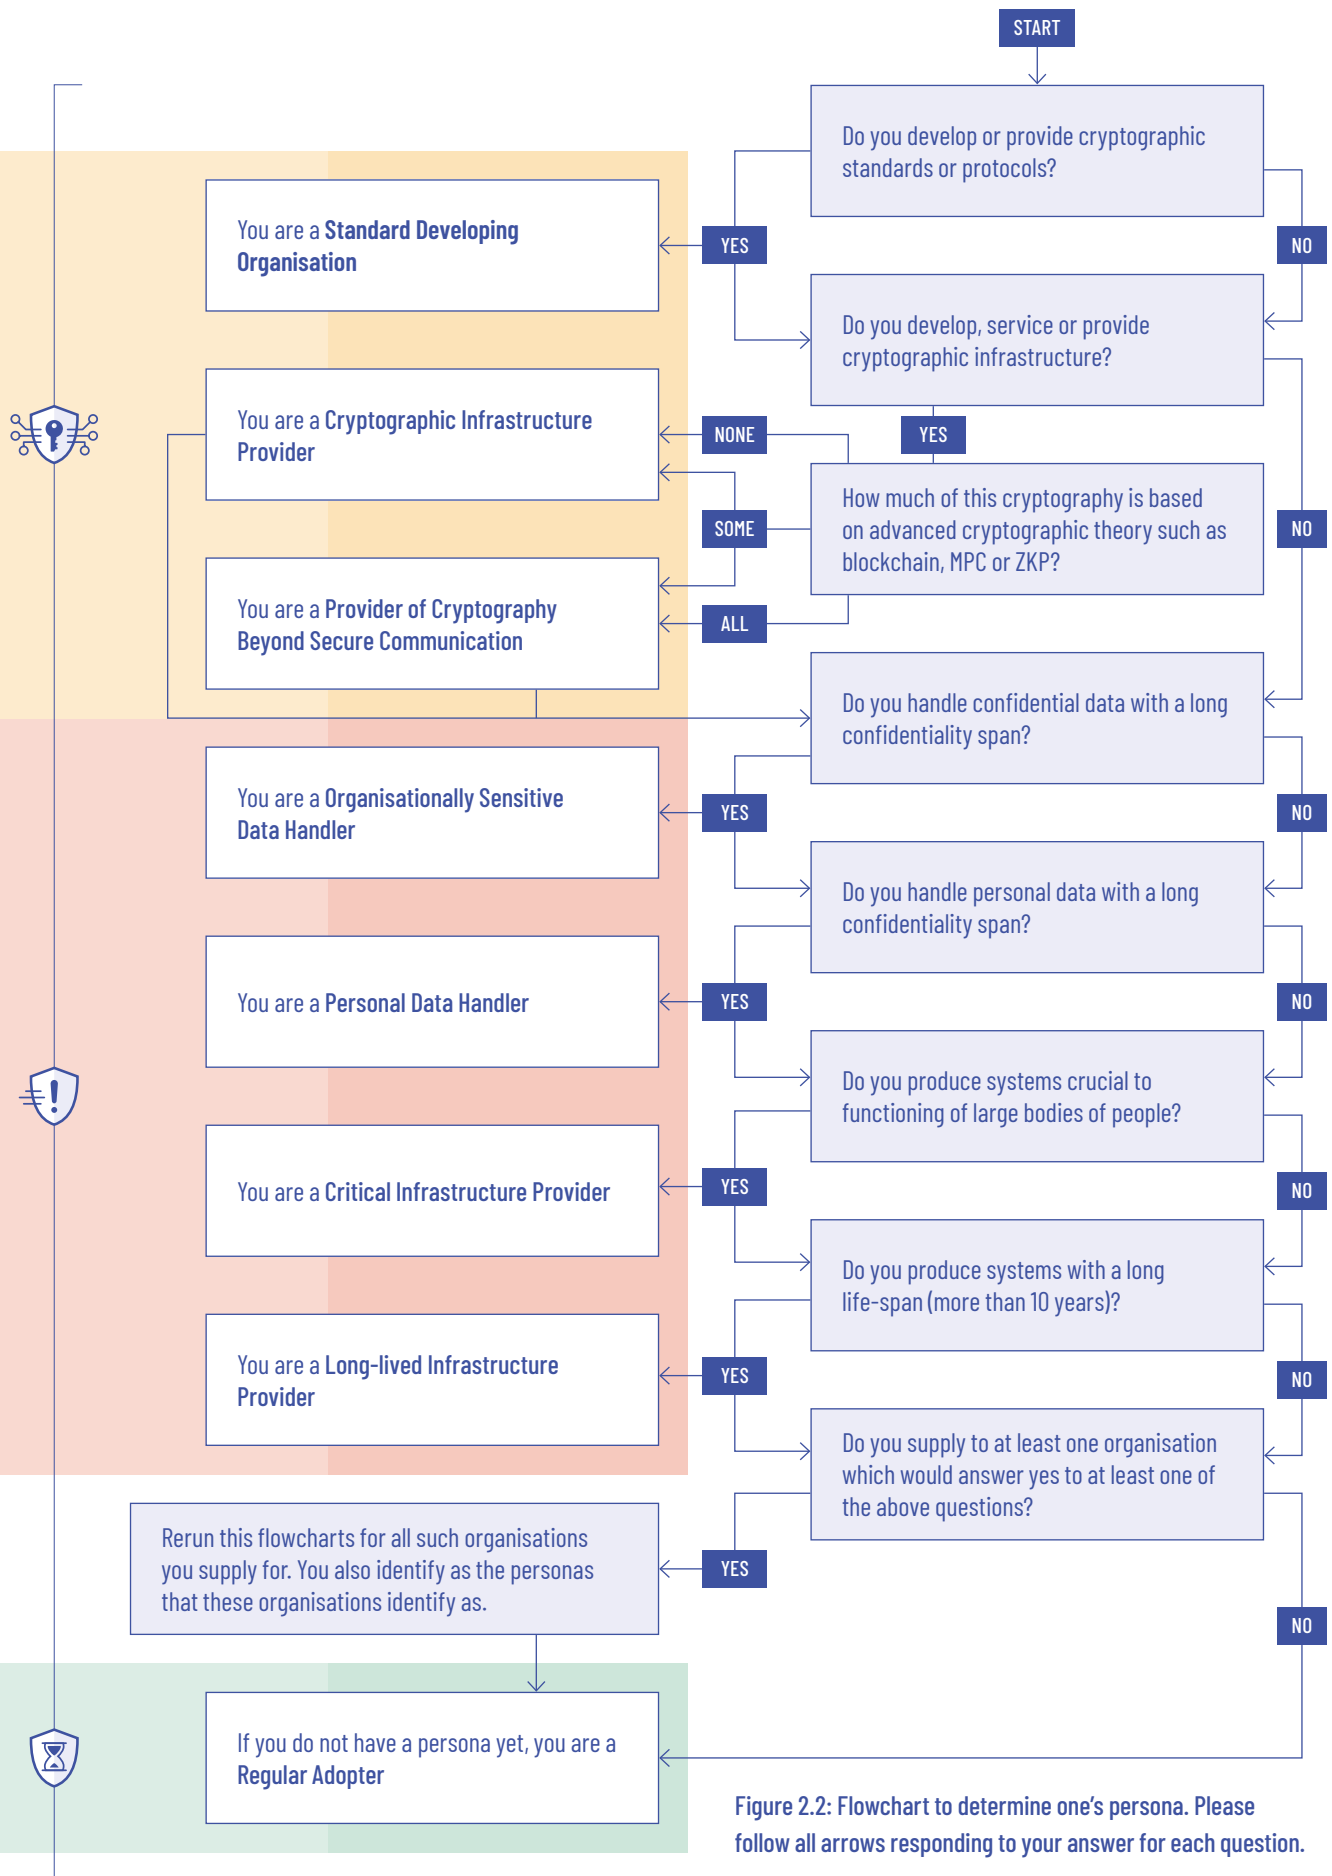 START
Do you develop or provide cryptographic
standards or protocols?
You are a Standard Developing
Organisation
YES
NO
Do you develop, service or provide
cryptographic infrastructure?
You are a Cryptographic Infrastructure
Provider
NONE
YES
How much of this cryptography is based
on advanced cryptographic theory such as
blockchain, MPC or ZKP?
SOME
NO
You are a Provider of Cryptography
Beyond Secure Communication
ALL
Do you handle confidential data with a long
confidentiality span?
You are a Organisationally Sensitive
Data Handler
YES
NO
Do you handle personal data with a long
confidentiality span?
You are a Personal Data Handler
YES
NO
Do you produce systems crucial to
functioning of large bodies of people?
You are a Critical Infrastructure Provider
YES
NO
Do you produce systems with a long
life-span (more than 10 years)?
You are a Long-lived Infrastructure
Provider
YES
NO
Do you supply to at least one organisation
which would answer yes to at least one of
the above questions?
Rerun this flowcharts for all such organisations
you supply for. You also identify as the personas
that these organisations identify as.
YES
NO
If you do not have a persona yet, you are a
Regular Adopter
Figure 2.2: Flowchart to determine one's persona. Please
follow all arrows responding to your answer for each question.